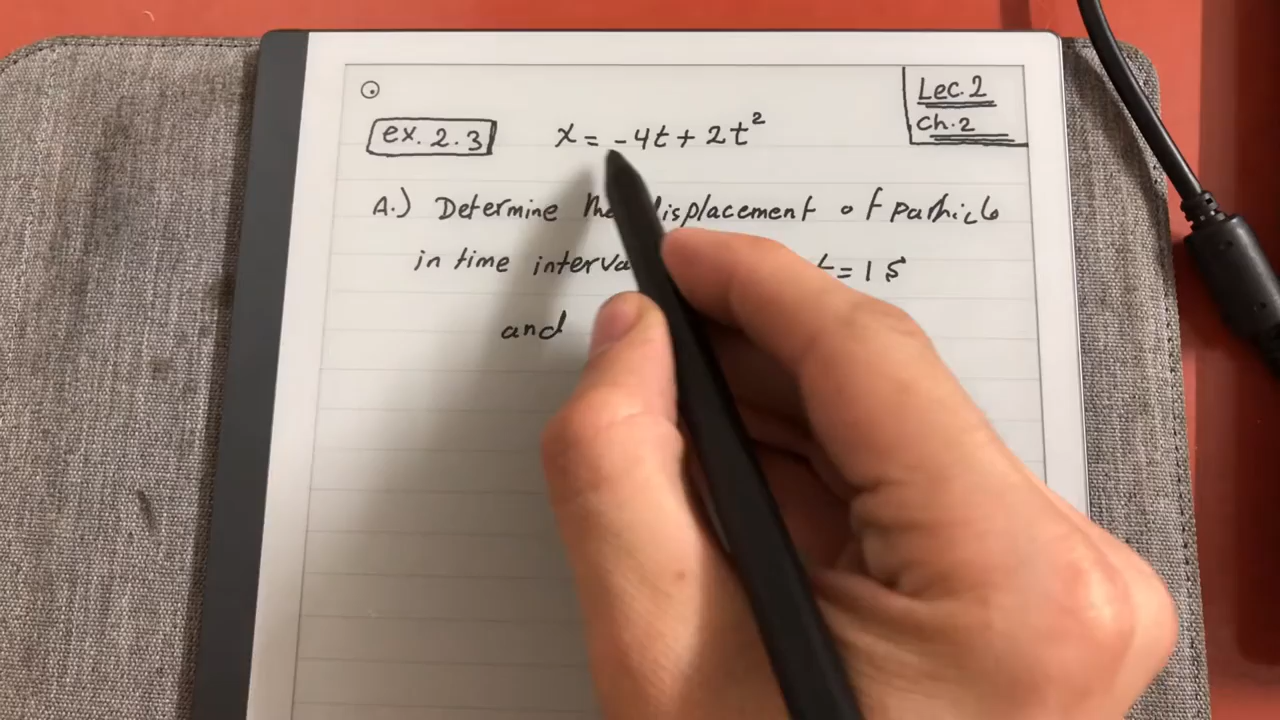 Lec. 2
Ch. 2
ex. 2.3 x = -4t + 2t²
A.) Determine the displacement of particle
in time interval t = 1 s
and